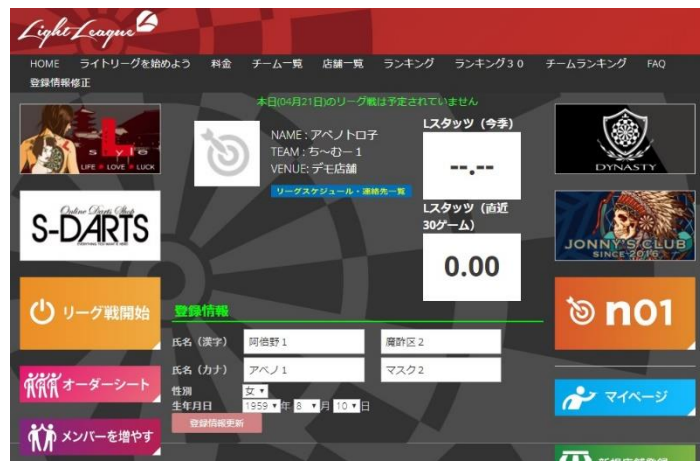 Light League
HOME ライトリーグを始めよう 料金 チーム一覧 店舗一覧 ランキング ランキング30 チームランキング FAQ
登録情報修正
本日(04月21日)のリーグ戦は予定されていません
L style
LIFE ● LOVE ● LUCK
NAME : アベノトロ子
TEAM : ち〜む－1
VENUE: デモ店舗
リーグスケジュール・連絡先一覧
Lスタッツ（今季）
--.--
Lスタッツ（直近
30ゲーム）
0.00
DYNASTY
Online Darts Shop
S-DARTS
JONNY'S CLUB
SINCE 2016
リーグ戦開始
n01
登録情報
氏名（漢字） 阿倍野１ 魔酢区２
氏名（カナ） アベノ１ マスク２
性別 女
生年月日 1959 年 8 月 10 日
登録情報更新
オーダーシート
マイページ
メンバーを増やす
新規店舗登録